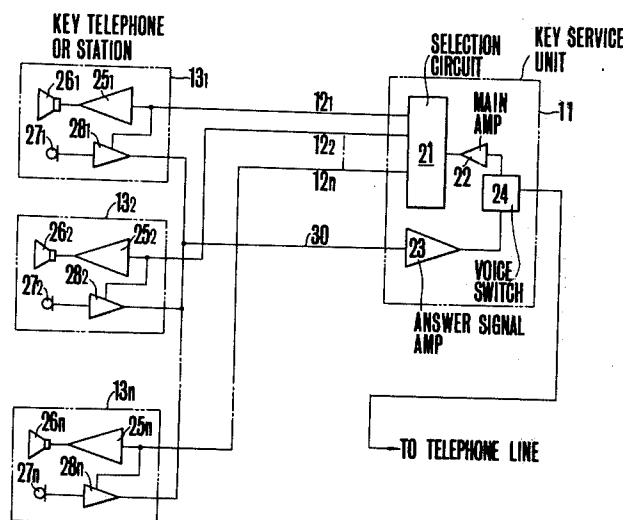 KEY TELEPHONE
OR STATION
SELECTION
CIRCUIT
KEY SERVICE
UNIT
26₁
25₁
13₁
27₁
28₁
12₁
12₂
12n
21
MAIN
AMP
22
11
24
13₂
26₂
25₂
27₂
28₂
30
23
VOICE
SWITCH
ANSWER SIGNAL
AMP
13n
26n
25n
27n
28n
TO TELEPHONE LINE